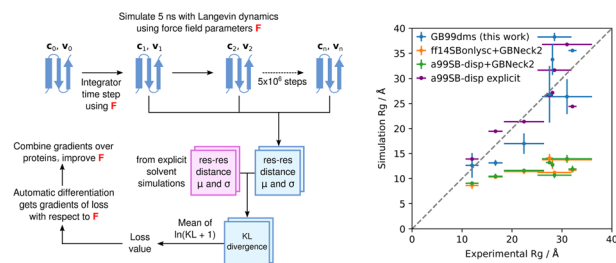 Simulate 5 ns with Langevin dynamics
using force field parameters F
c₀, v₀
c₁, v₁
c₂, v₂
cₙ, vₙ
Integrator
time step
using F
5x10⁶ steps
Combine gradients over
proteins, improve F
Automatic differentiation
gets gradients of loss
with respect to F
from explicit
solvent
simulations
res-res
distance
μ and σ
res-res
distance
μ and σ
Loss
value
Mean of
ln(KL + 1)
KL
divergence
Simulation Rg / Å
40
35
30
25
20
15
10
5
0
GB99dms (this work)
ff14SBonlysc+GBNeck2
a99SB-disp+GBNeck2
a99SB-disp explicit
0
10
20
30
40
Experimental Rg / Å